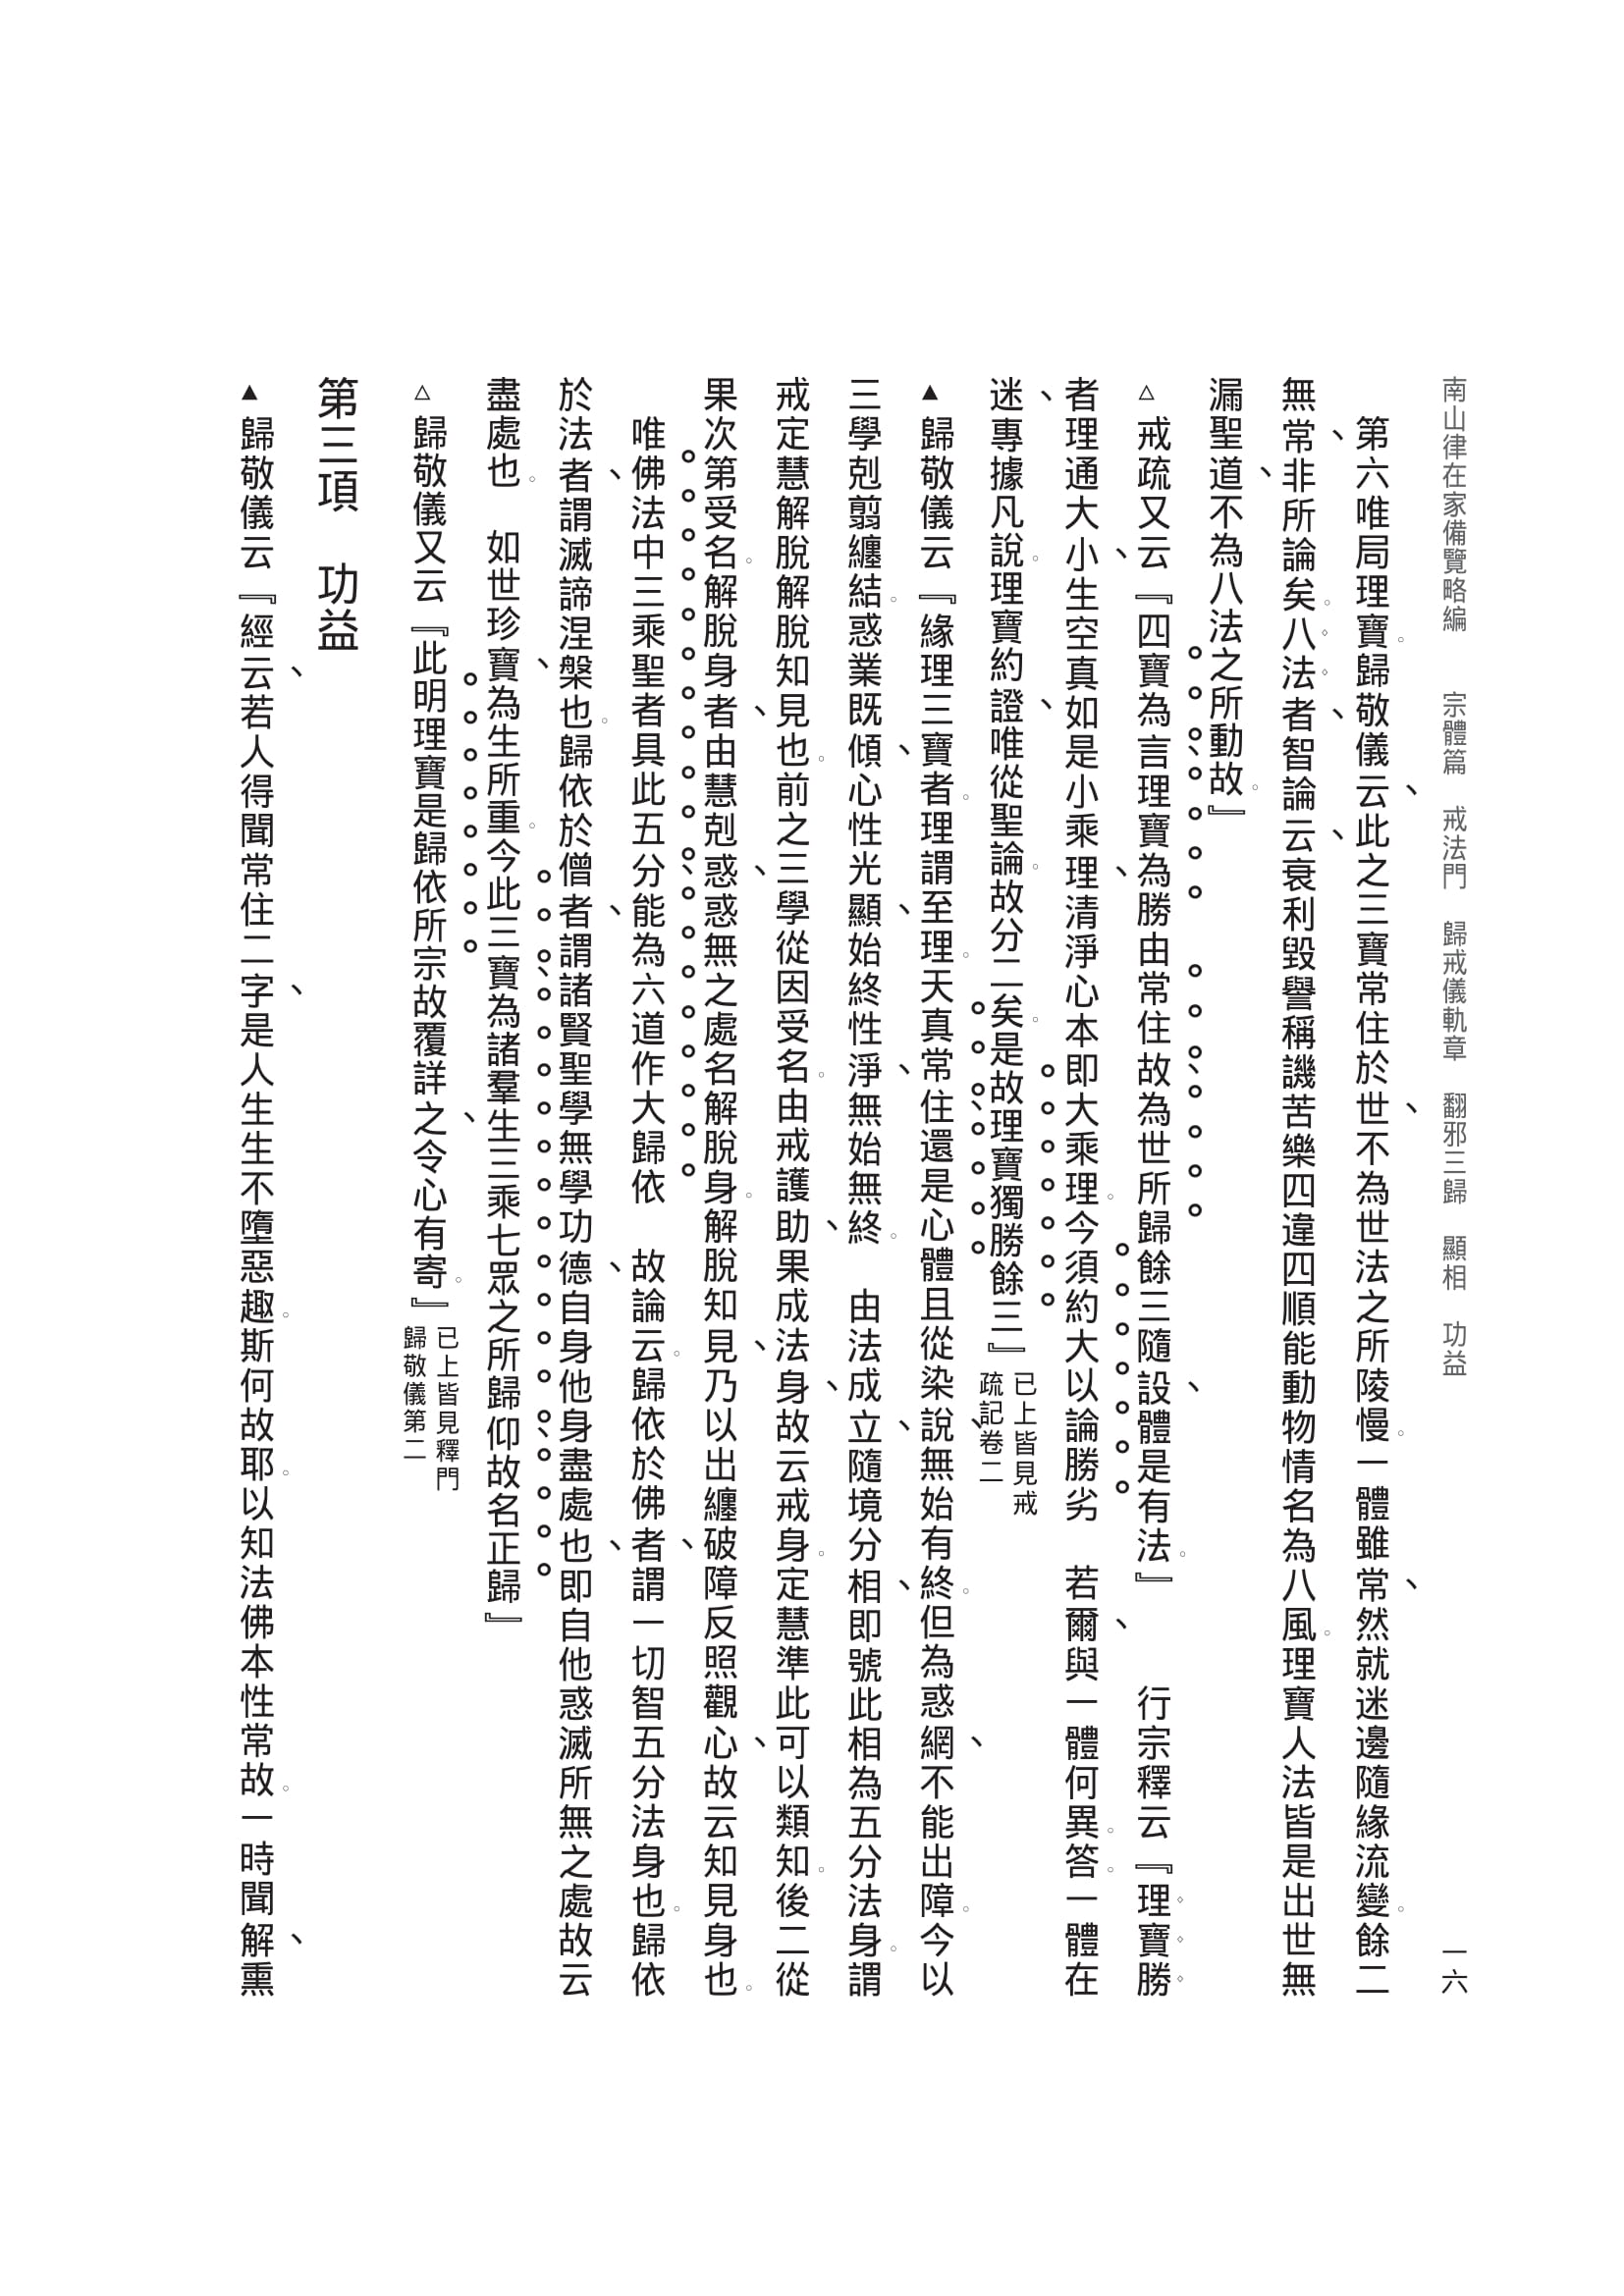 南山律在家備覽略編　宗體篇　戒法門　歸戒儀軌章　翻邪三歸　顯相　功益　一六
第六唯局理寶。歸敬儀云、此之三寶常住於世、不為世法之所陵慢。一體雖常、然就迷邊隨緣流變。餘二
無常、非所論矣。八法者、智論云、衰利毀譽稱譏苦樂四違四順能動物情名為八風。理寶人法皆是出世無
漏聖道、不為八法之所動故。』
△戒疏又云『四寶為言理寶為勝由常住故為世所歸餘三隨設、體是有法。』　行宗釋云『理寶勝
者理通大小、生空真如是小乘理、清淨心本即大乘理。今須約大以論勝劣　若爾、與一體何異。答。一體在
迷、專據凡說。理寶約證、唯從聖論。故分二矣。是故理寶獨勝餘三』已上皆見戒疏記卷二
▲歸敬儀云『緣理三寶者。理謂至理。天真常住還是心體且從染說、無始有終。但為惑網、不能出障。今以
三學剋翦纏結。惑業既傾、心性光顯、始終性淨、無始無終。　由法成立、隨境分相、即號此相為五分法身。謂
戒定慧解脫解脫知見也。前之三學從因受名。由戒護助、果成法身、故云戒身。定慧準此可以類知。後二從
果次第受名。解脫身者、由慧剋惑、惑無之處名解脫身。解脫知見、乃以出纏破障反照觀心、故云知見身也。
唯佛法中三乘聖者具此五分能為六道作大歸依　故論云。歸依於佛者、謂一切智五分法身也。歸依
於法者、謂滅諦涅槃也。歸依於僧者、謂諸賢聖學無學功德、自身他身盡處也、即自他惑滅所無之處故云
盡處也。　如世珍寶、為生所重。今此三寶為諸羣生三乘七眾之所歸仰故名正歸』
△歸敬儀又云『此明理寶是歸依所宗故覆詳之、令心有寄。』已上皆見釋門歸敬儀第二
第三項　功益
▲歸敬儀云『經云、若人得聞常住二字、是人生生不墮惡趣。斯何故耶。以知法佛本性常故。一時聞解、熏